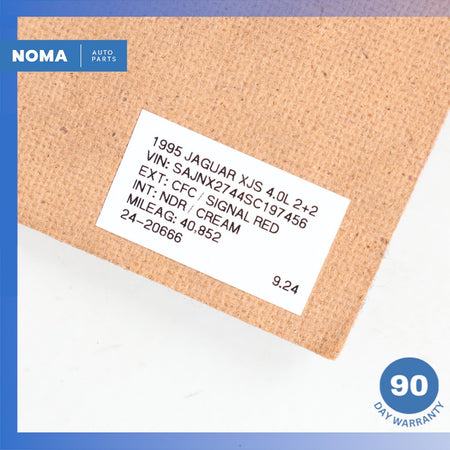 NOMA
AUTO
PARTS
1995 JAGUAR XJS 4.0L 2+2
VIN: SAJNX2744SC197456
EXT: CFC / SIGNAL RED
INT: NDR / CREAM
MILEAG: 40,852
24-20666
9.24
90
DAY WARRANTY